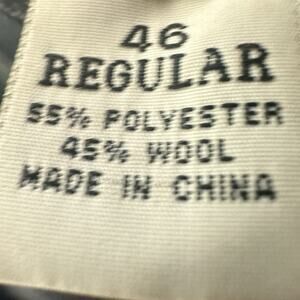 46
REGULAR
55% POLYESTER
45% WOOL
MADE IN CHINA